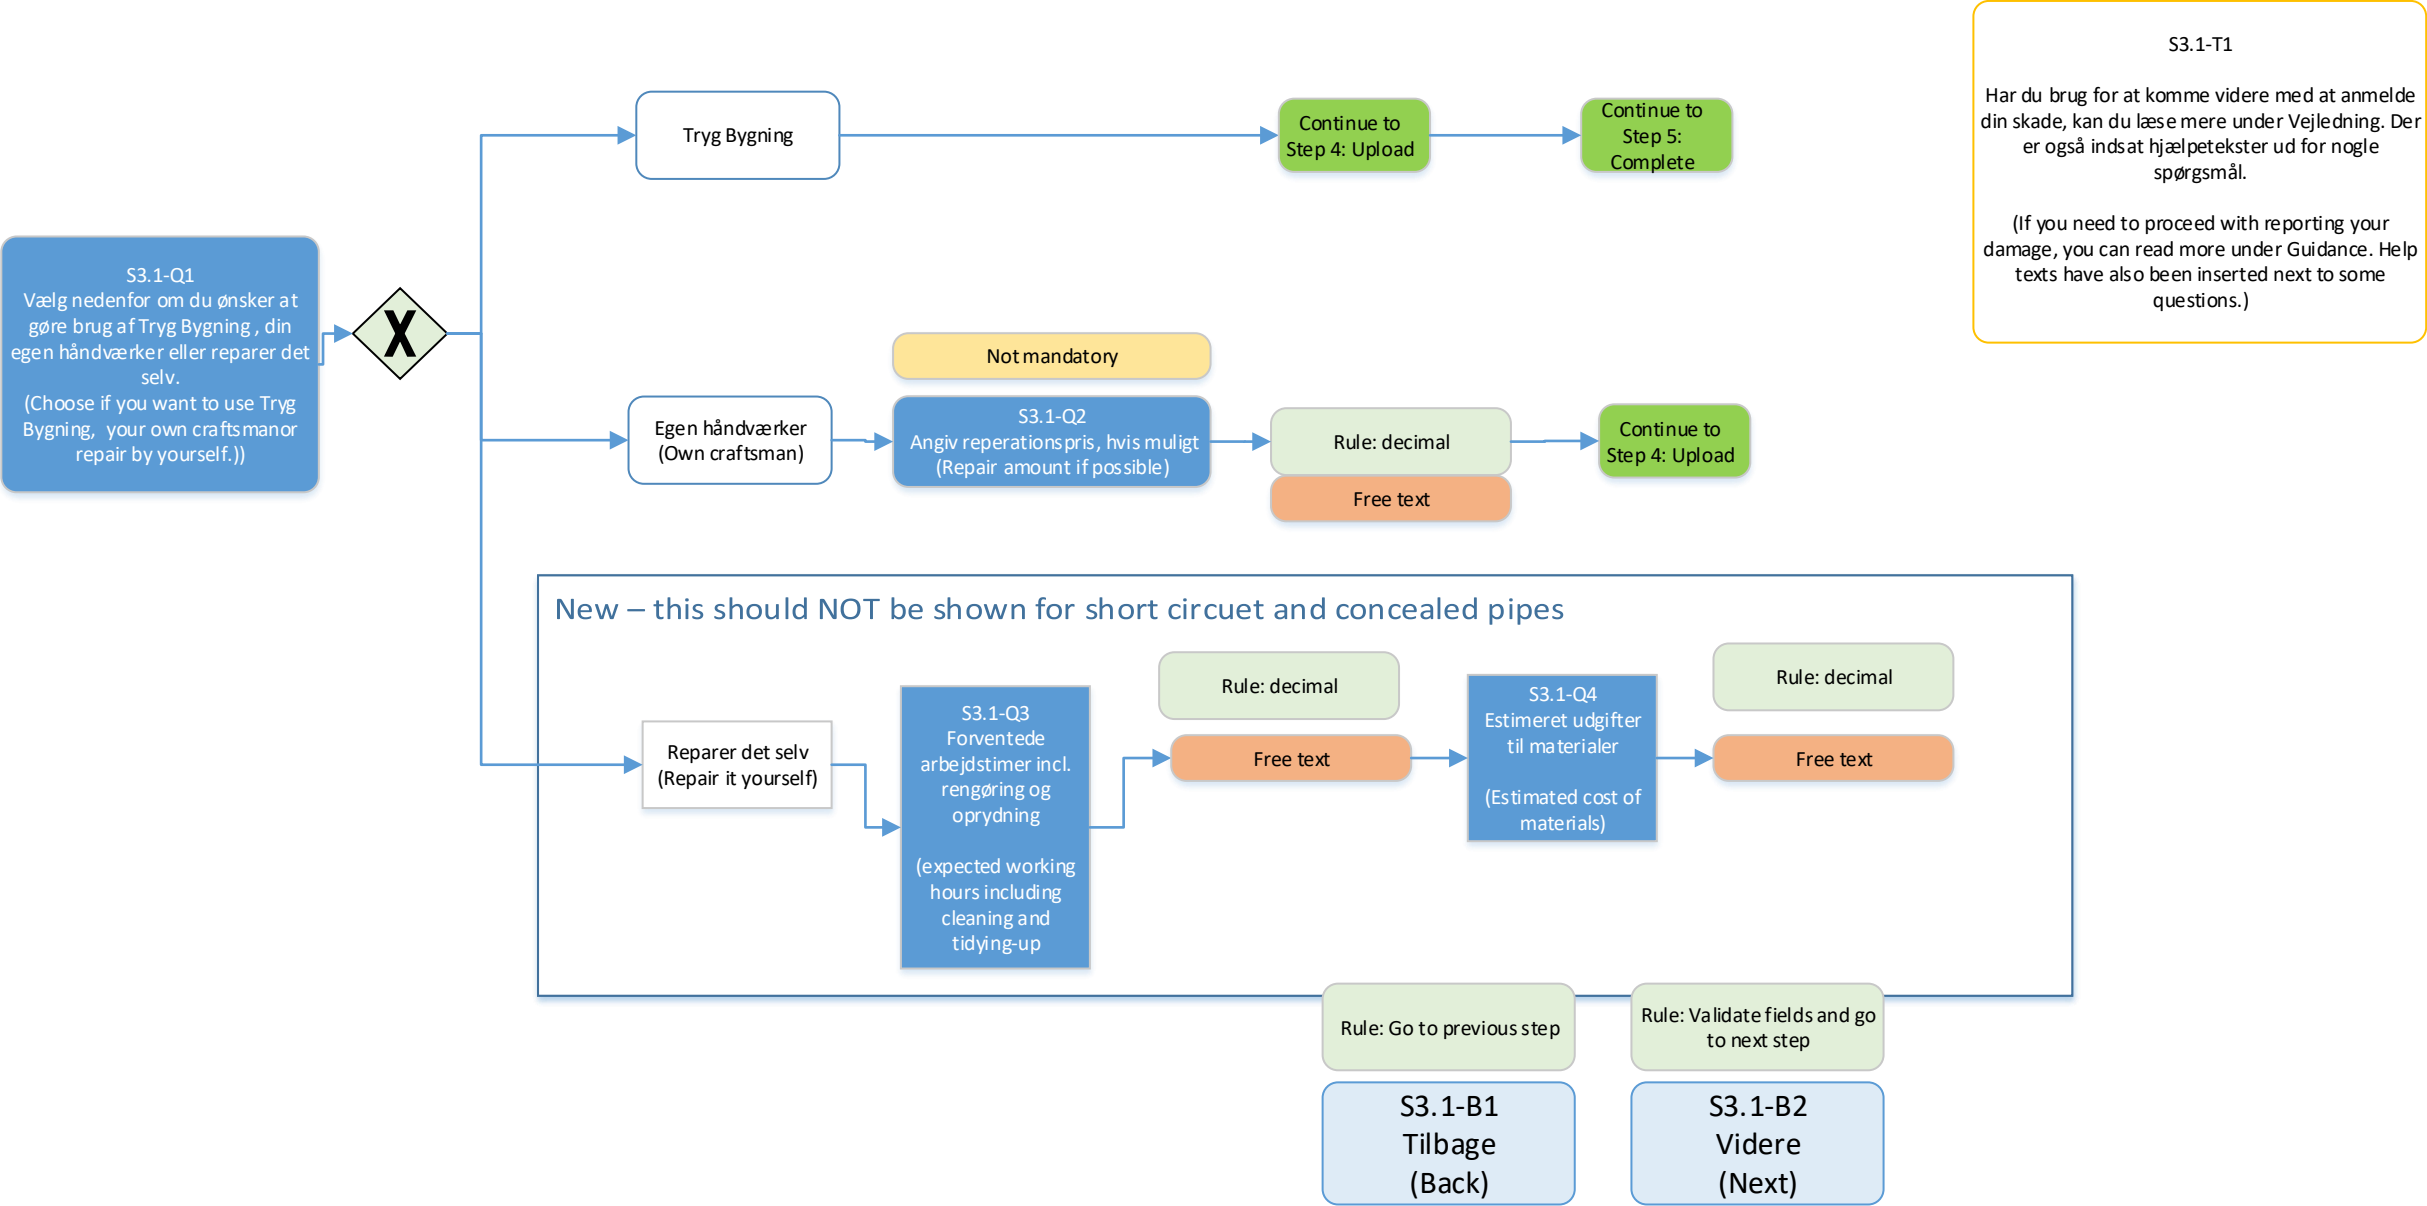 S3.1-T1
Har du brug for at komme videre med at anmelde
din skade, kan du læse mere under Vejledning. Der
er også indsat hjælpetekster ud for nogle
spørgsmål.
(If you need to proceed with reporting your
damage, you can read more under Guidance. Help
texts have also been inserted next to some
questions.)
Tryg Bygning
Continue to
Step 4: Upload
Continue to
Step 5:
Complete
S3.1-Q1
Vælg nedenfor om du ønsker at
gøre brug af Tryg Bygning , din
egen håndværker eller reparer det
selv.
(Choose if you want to use Tryg
Bygning,  your own craftsmanor
repair by yourself.))
X
Not mandatory
Egen håndværker
(Own craftsman)
S3.1-Q2
Angiv reperationspris, hvis muligt
(Repair amount if possible)
Rule: decimal
Free text
Continue to
Step 4: Upload
New – this should NOT be shown for short circuet and concealed pipes
Reparer det selv
(Repair it yourself)
S3.1-Q3
Forventede
arbejdstimer incl.
rengøring og
oprydning
(expected working
hours including
cleaning and
tidying-up
Rule: decimal
Free text
S3.1-Q4
Estimeret udgifter
til materialer
(Estimated cost of
materials)
Rule: decimal
Free text
Rule: Go to previous step
Rule: Validate fields and go
to next step
S3.1-B1
Tilbage
(Back)
S3.1-B2
Videre
(Next)